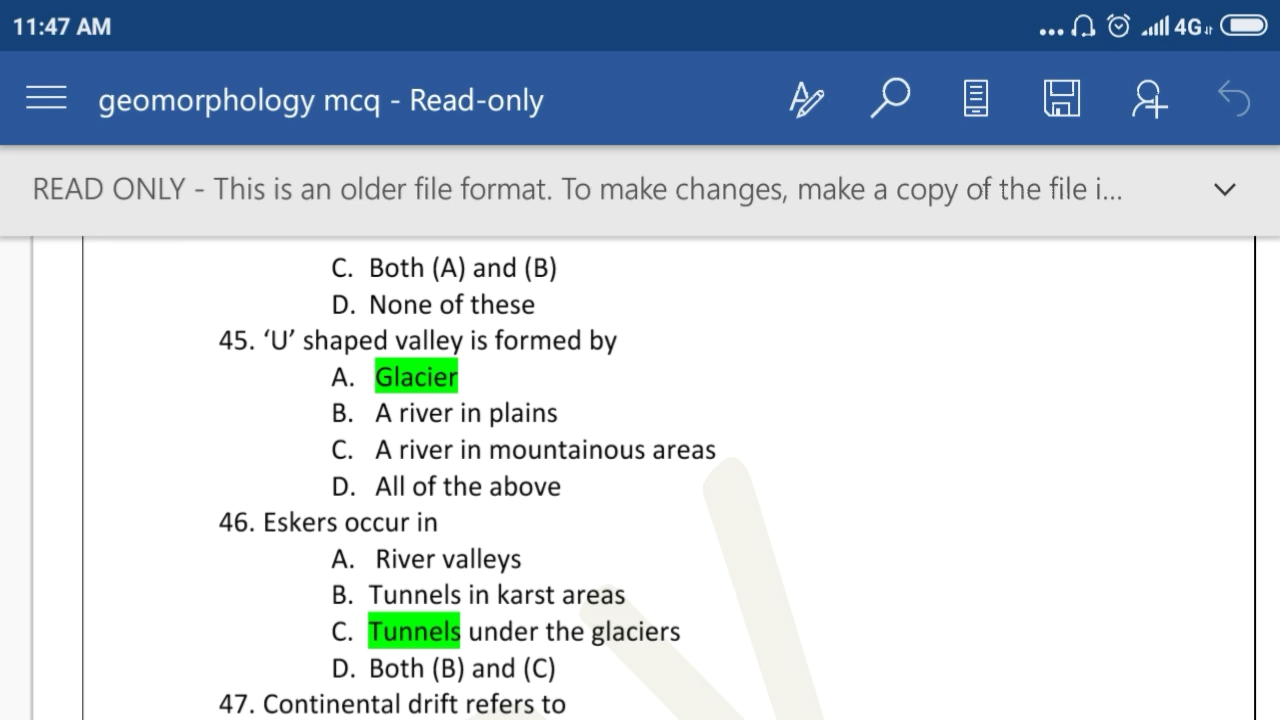 11:47 AM
4G
geomorphology mcq - Read-only
READ ONLY - This is an older file format. To make changes, make a copy of the file i...
C. Both (A) and (B)
D. None of these
45. ‘U’ shaped valley is formed by
A. Glacier
B. A river in plains
C. A river in mountainous areas
D. All of the above
46. Eskers occur in
A. River valleys
B. Tunnels in karst areas
C. Tunnels under the glaciers
D. Both (B) and (C)
47. Continental drift refers to